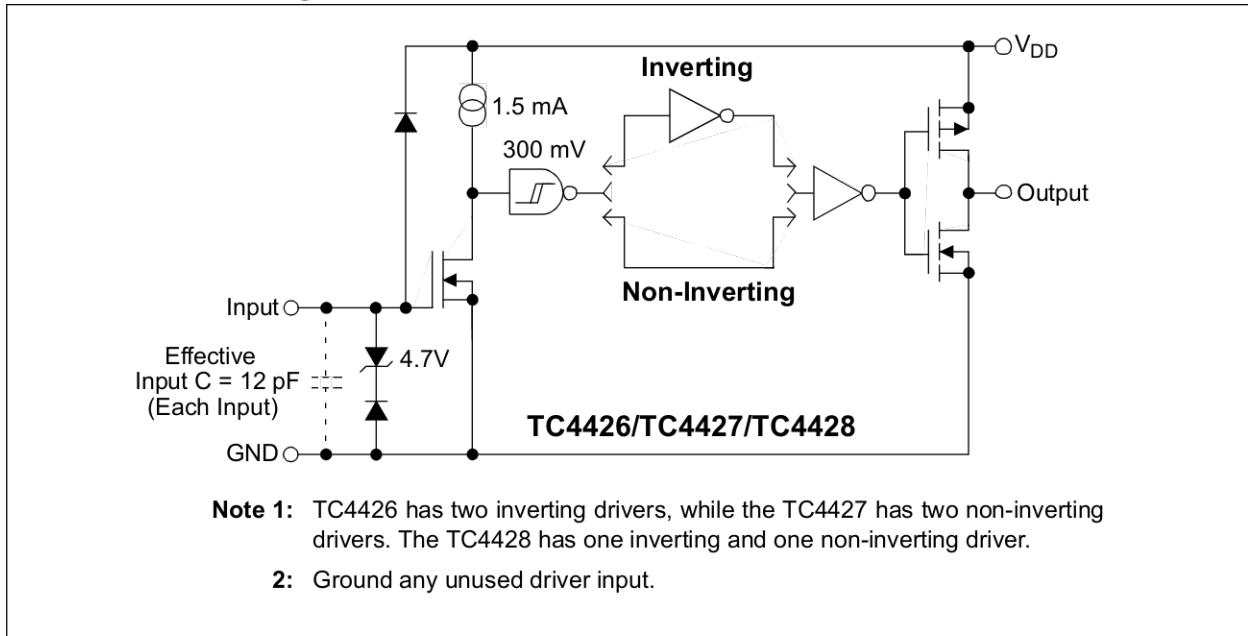 V_DD
Inverting
1.5 mA
300 mV
Output
Non-Inverting
Input
Effective
4.7V
Input C = 12 pF
(Each Input)
TC4426/TC4427/TC4428
GND
Note 1: TC4426 has two inverting drivers, while the TC4427 has two non-inverting
drivers. The TC4428 has one inverting and one non-inverting driver.
2: Ground any unused driver input.